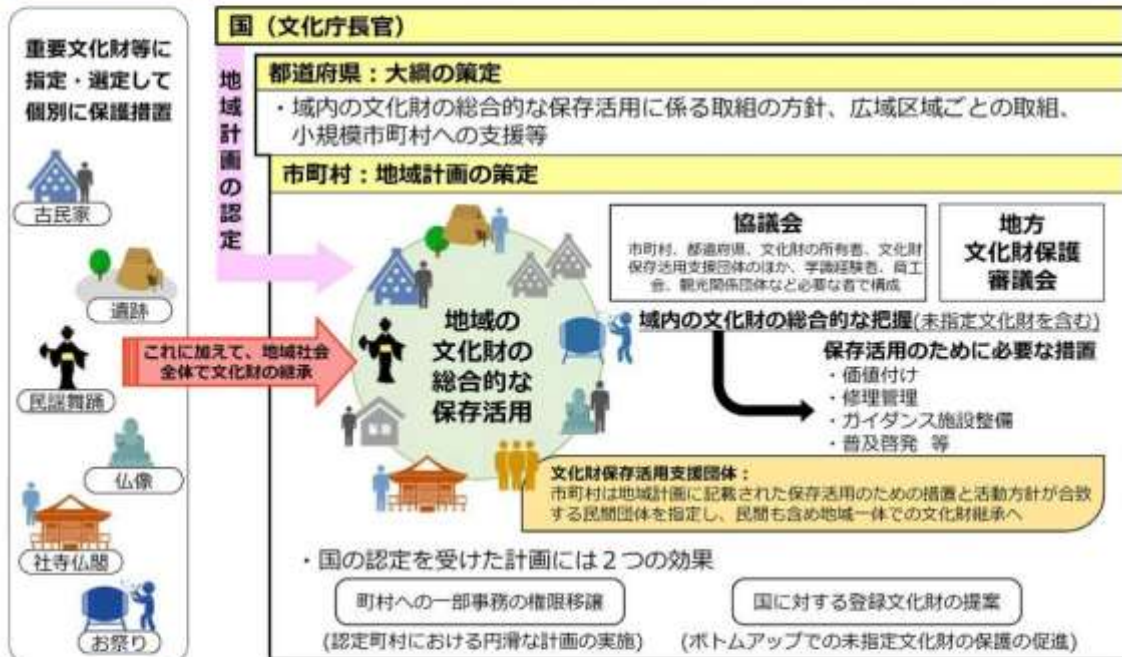 重要文化財等に
指定・選定して
個別に保護措置
古民家
遺跡
民謡舞踊
仏像
社寺仏閣
お祭り
これに加えて、地域社会
全体で文化財の継承
国（文化庁長官）
地域計画の認定
都道府県：大綱の策定
・域内の文化財の総合的な保存活用に係る取組の方針、広域区域ごとの取組、
小規模市町村への支援等
市町村：地域計画の策定
地域の
文化財の
総合的な
保存活用
協議会
市町村、都道府県、文化財の所有者、文化財
保存活用支援団体のほか、学識経験者、商工
会、観光関係団体など必要な者で構成
地方
文化財保護
審議会
域内の文化財の総合的な把握(未指定文化財を含む)
保存活用のために必要な措置
・価値付け
・修理管理
・ガイダンス施設整備
・普及啓発 等
文化財保存活用支援団体：
市町村は地域計画に記載された保存活用のための措置と活動方針が合致
する民間団体を指定し、民間も含め地域一体での文化財継承へ
・国の認定を受けた計画には２つの効果
町村への一部事務の権限移譲
(認定町村における円滑な計画の実施)
国に対する登録文化財の提案
(ボトムアップでの未指定文化財の保護の促進)